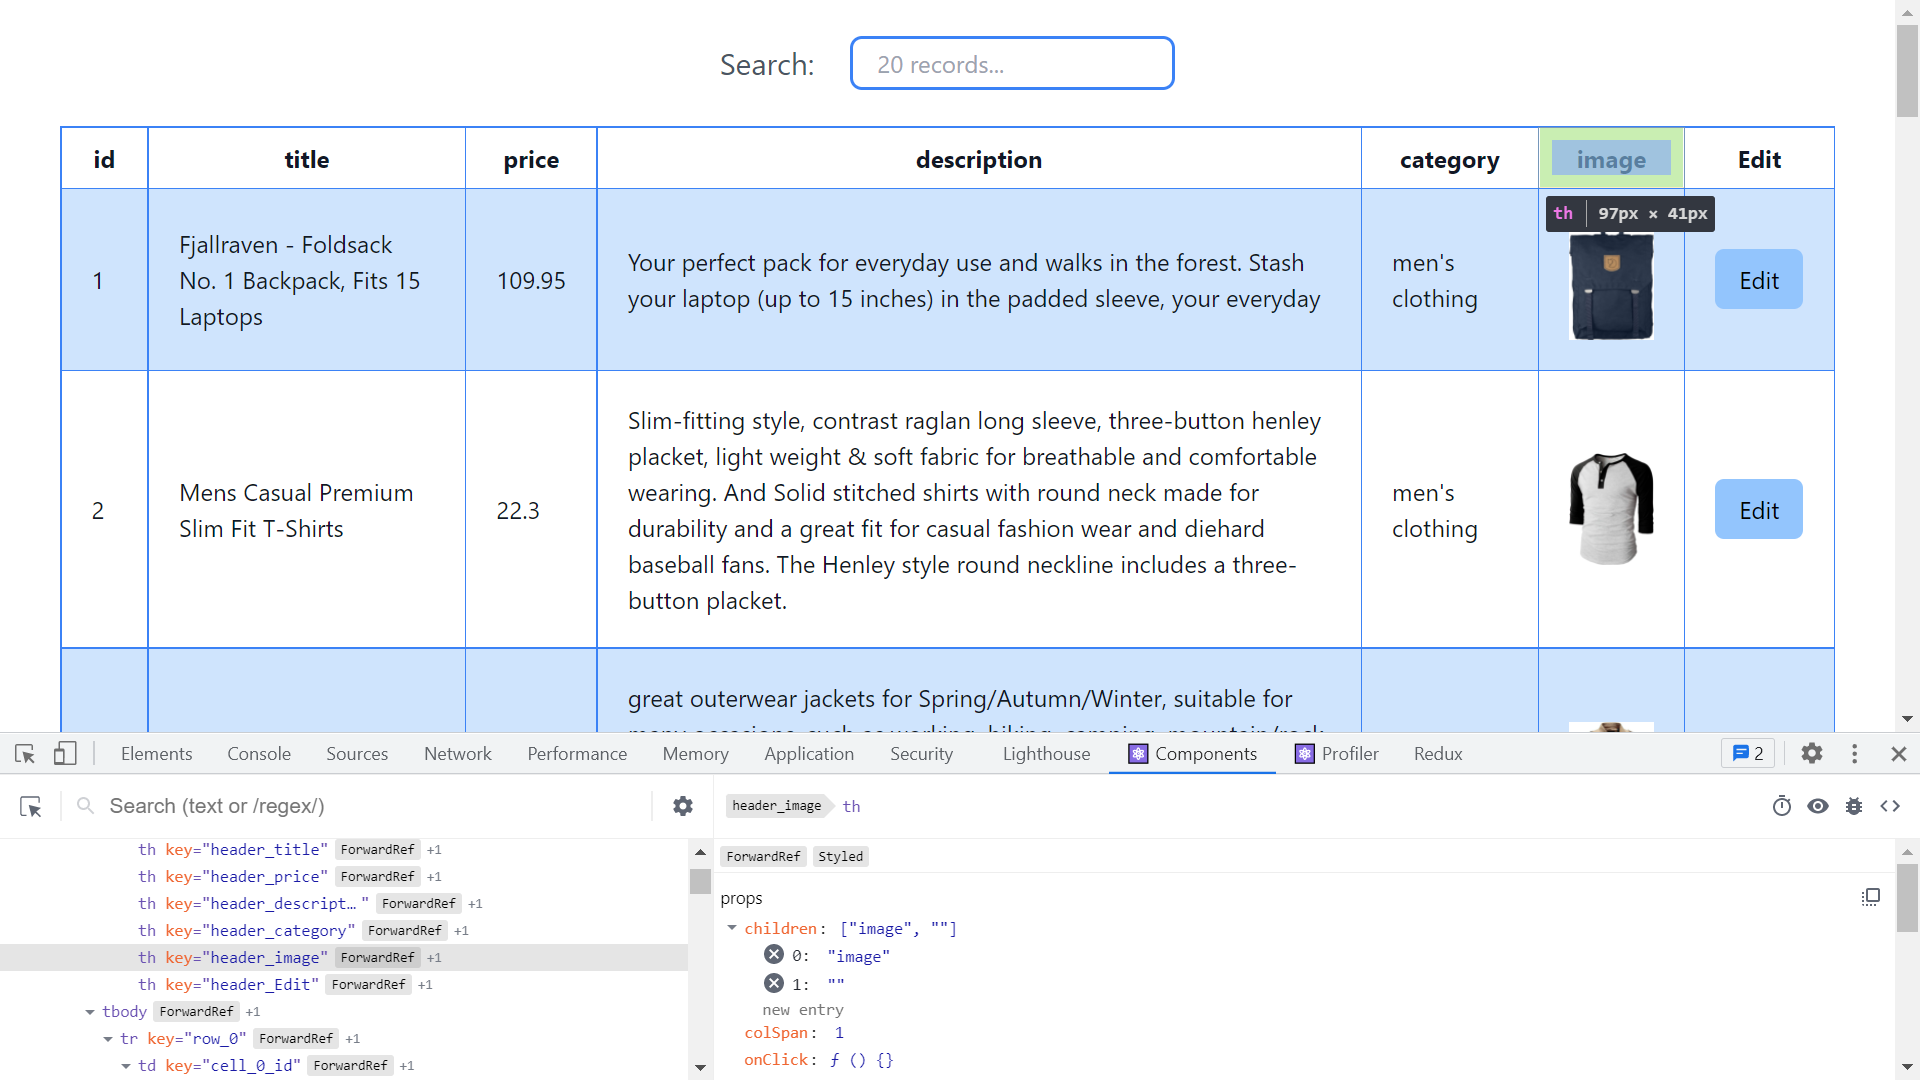 Search: 20 records...
id title price description category image Edit
th 97px × 41px
1
Fjallraven - Foldsack
No. 1 Backpack, Fits 15
Laptops
109.95
Your perfect pack for everyday use and walks in the forest. Stash
your laptop (up to 15 inches) in the padded sleeve, your everyday
men's
clothing
Edit
2
Mens Casual Premium
Slim Fit T-Shirts
22.3
Slim-fitting style, contrast raglan long sleeve, three-button henley
placket, light weight & soft fabric for breathable and comfortable
wearing. And Solid stitched shirts with round neck made for
durability and a great fit for casual fashion wear and diehard
baseball fans. The Henley style round neckline includes a three-
button placket.
men's
clothing
Edit
great outerwear jackets for Spring/Autumn/Winter, suitable for
many occasions, such as working, hiking, camping, mountain/rock
Elements Console Sources Network Performance Memory Application Security Lighthouse Components Profiler Redux 2
Search (text or /regex/)
th key="header_title" ForwardRef +1
th key="header_price" ForwardRef +1
th key="header_descript…" ForwardRef +1
th key="header_category" ForwardRef +1
th key="header_image" ForwardRef +1
th key="header_Edit" ForwardRef +1
tbody ForwardRef +1
tr key="row_0" ForwardRef +1
td key="cell_0_id" ForwardRef +1
header_image th
ForwardRef Styled
props
children: ["image", ""]
0: "image"
1: ""
new entry
colSpan: 1
onClick: ƒ () {}